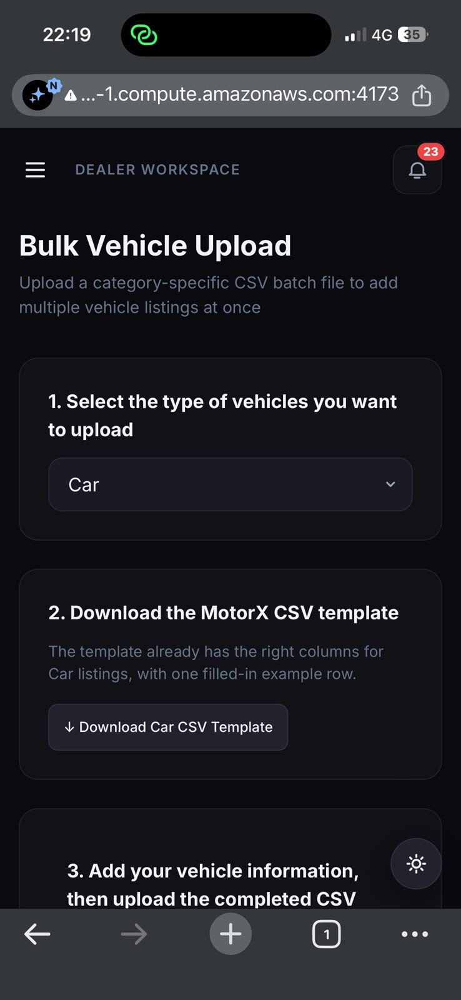 22:19
4G
35
N
...-1.compute.amazonaws.com:4173
DEALER WORKSPACE
23
Bulk Vehicle Upload
Upload a category-specific CSV batch file to add
multiple vehicle listings at once
1. Select the type of vehicles you want
to upload
Car
2. Download the MotorX CSV template
The template already has the right columns for
Car listings, with one filled-in example row.
↓ Download Car CSV Template
3. Add your vehicle information,
then upload the completed CSV
1